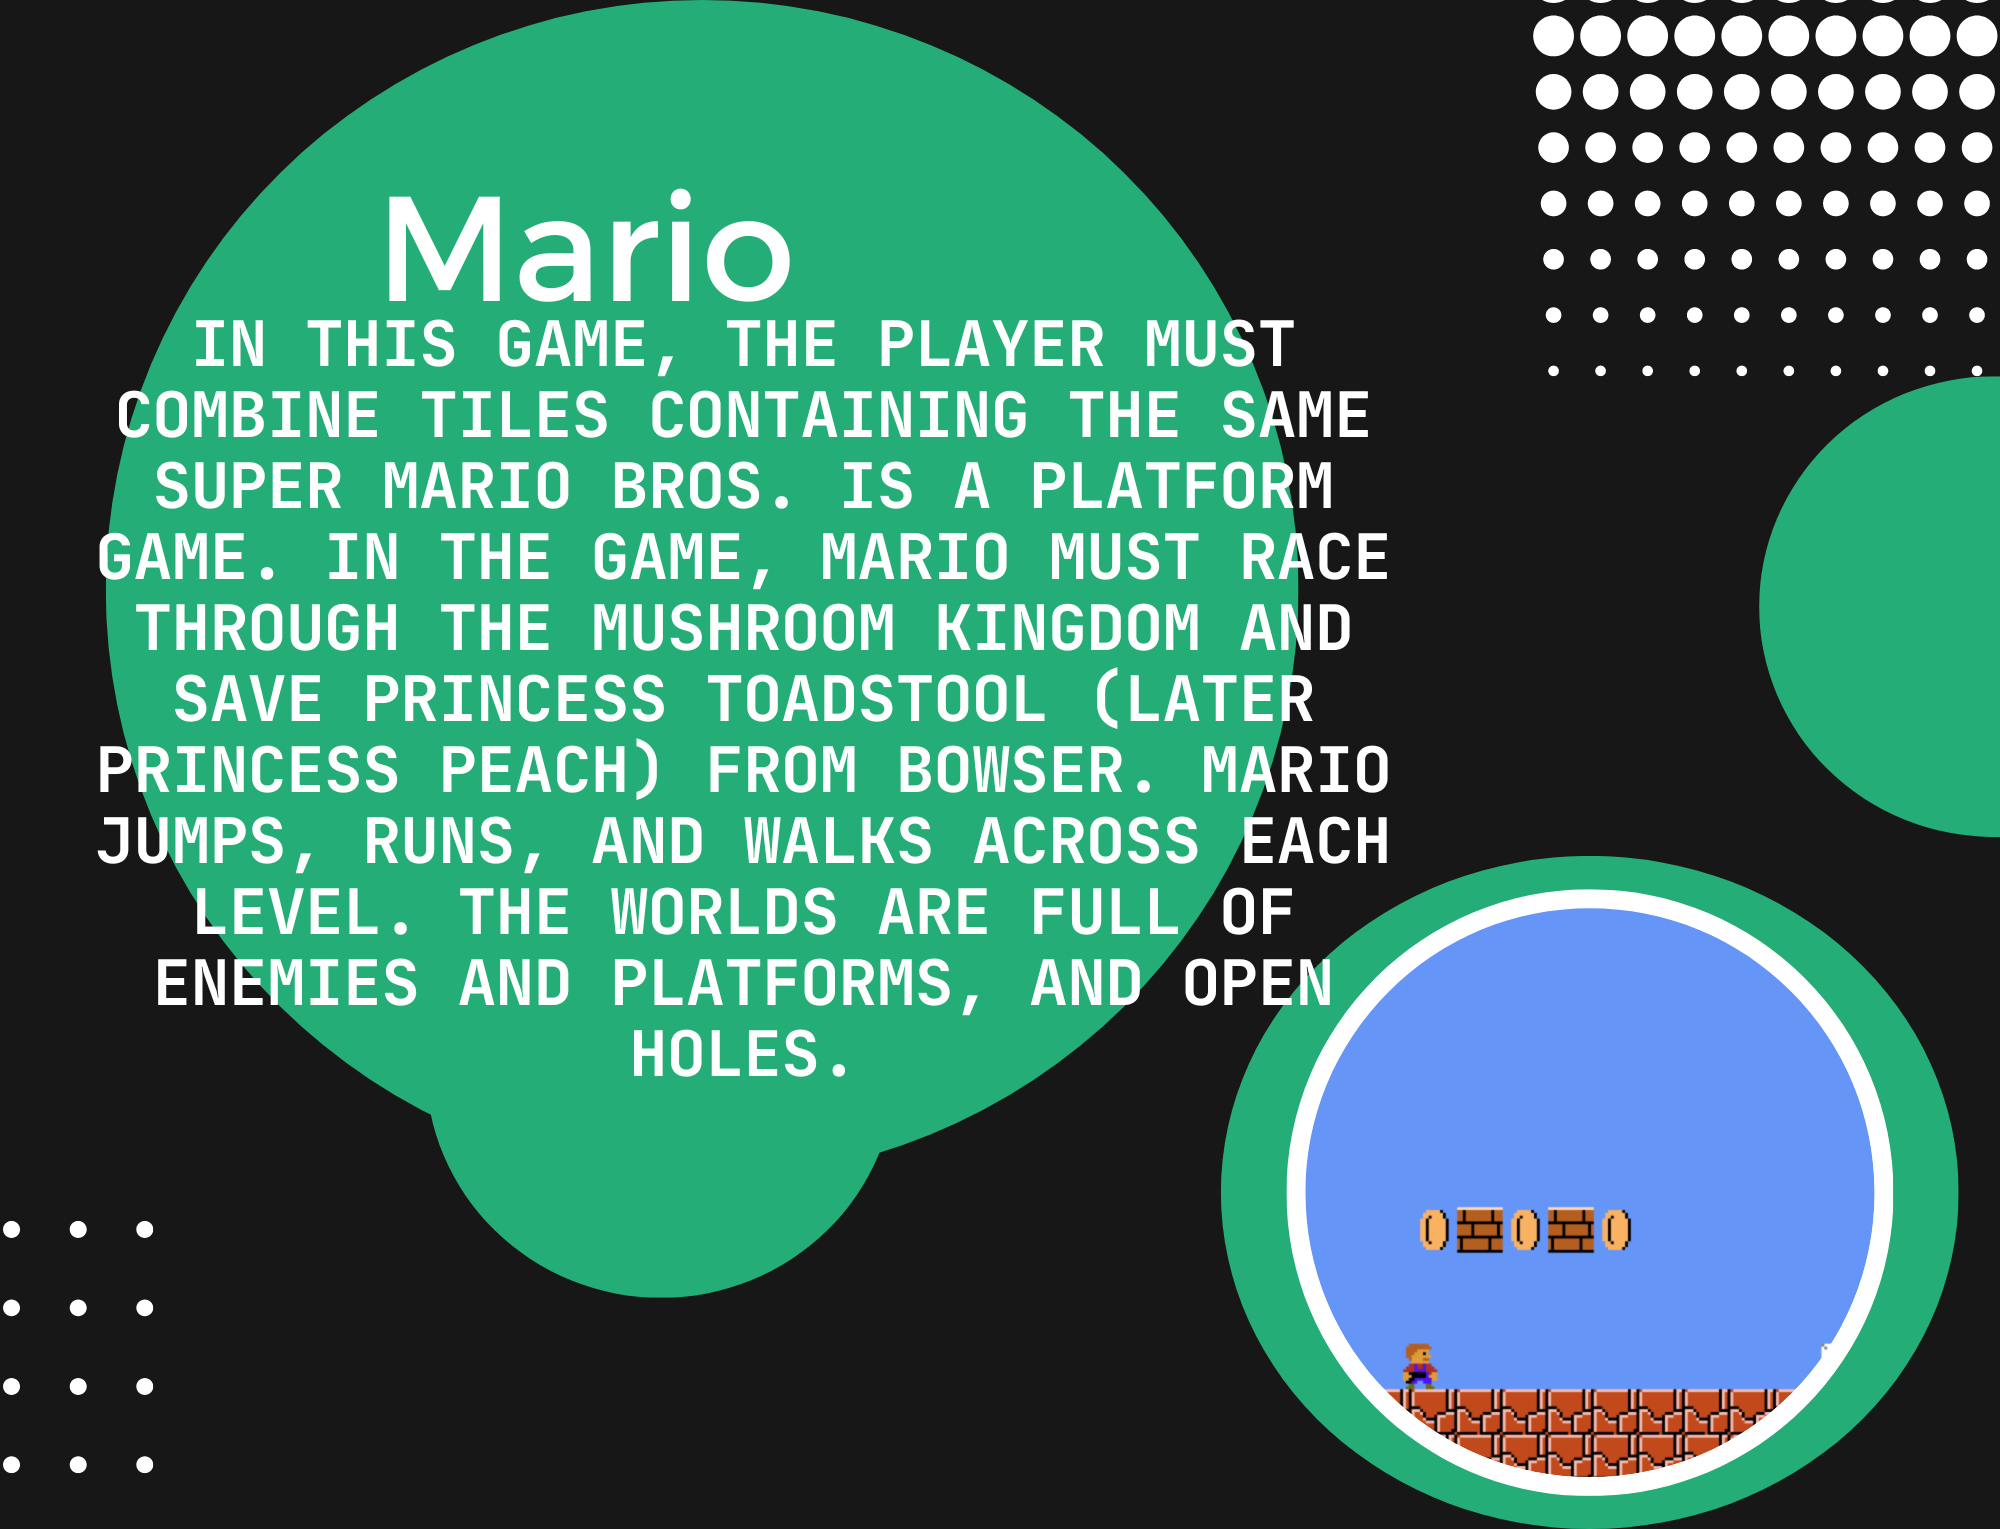 Mario
IN THIS GAME, THE PLAYER MUST
COMBINE TILES CONTAINING THE SAME
SUPER MARIO BROS. IS A PLATFORM
GAME. IN THE GAME, MARIO MUST RACE
THROUGH THE MUSHROOM KINGDOM AND
SAVE PRINCESS TOADSTOOL (LATER
PRINCESS PEACH) FROM BOWSER. MARIO
JUMPS, RUNS, AND WALKS ACROSS EACH
LEVEL. THE WORLDS ARE FULL OF
ENEMIES AND PLATFORMS, AND OPEN
HOLES.